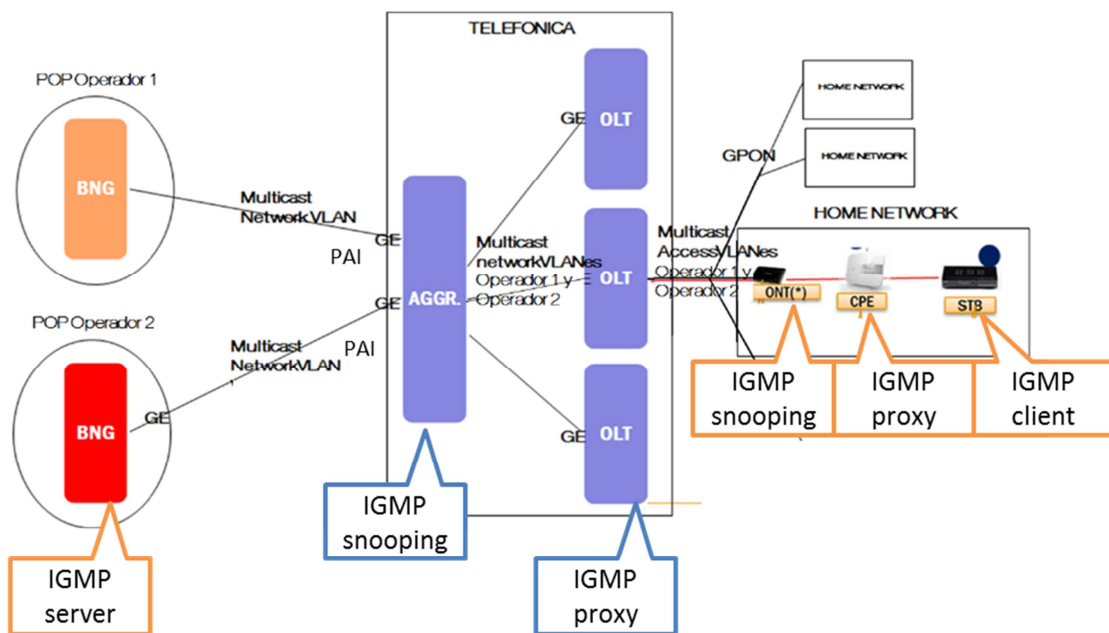 TELEFONICA
POP Operador 1
BNG
Multicast
NetworkVLAN
GE
PAI
POP Operador 2
BNG
GE
Multicast
NetworkVLAN
GE
PAI
AGGR.
Multicast
networkVLANes
Operador 1 y
Operador 2
GE
OLT
OLT
GE
OLT
Multicast
AccessVLANes
Operador 1 y
Operador 2
GPON
HOME NETWORK
HOME NETWORK
HOME NETWORK
ONT(*)
CPE
STB
IGMP
snooping
IGMP
proxy
IGMP
client
IGMP
server
IGMP
snooping
IGMP
proxy